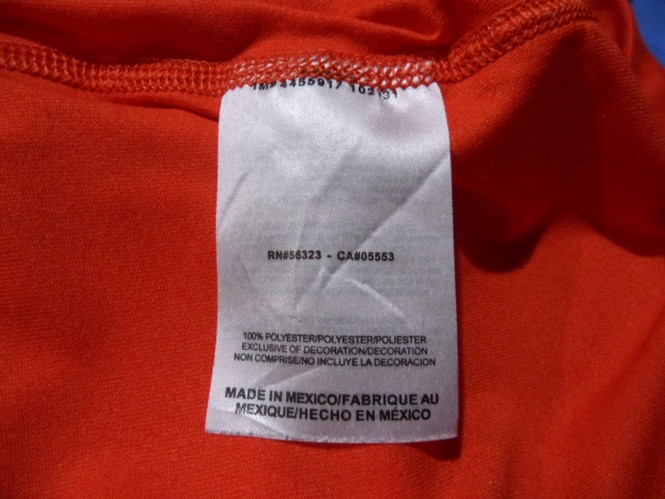 RN#56323 - CA#05553
100% POLYESTER/POLYESTER/POLIESTER
EXCLUSIVE OF DECORATION/DECORATION
NON COMPRISE/NO INCLUYE LA DECORACION
MADE IN MEXICO/FABRIQUE AU
MEXIQUE/HECHO EN MÉXICO